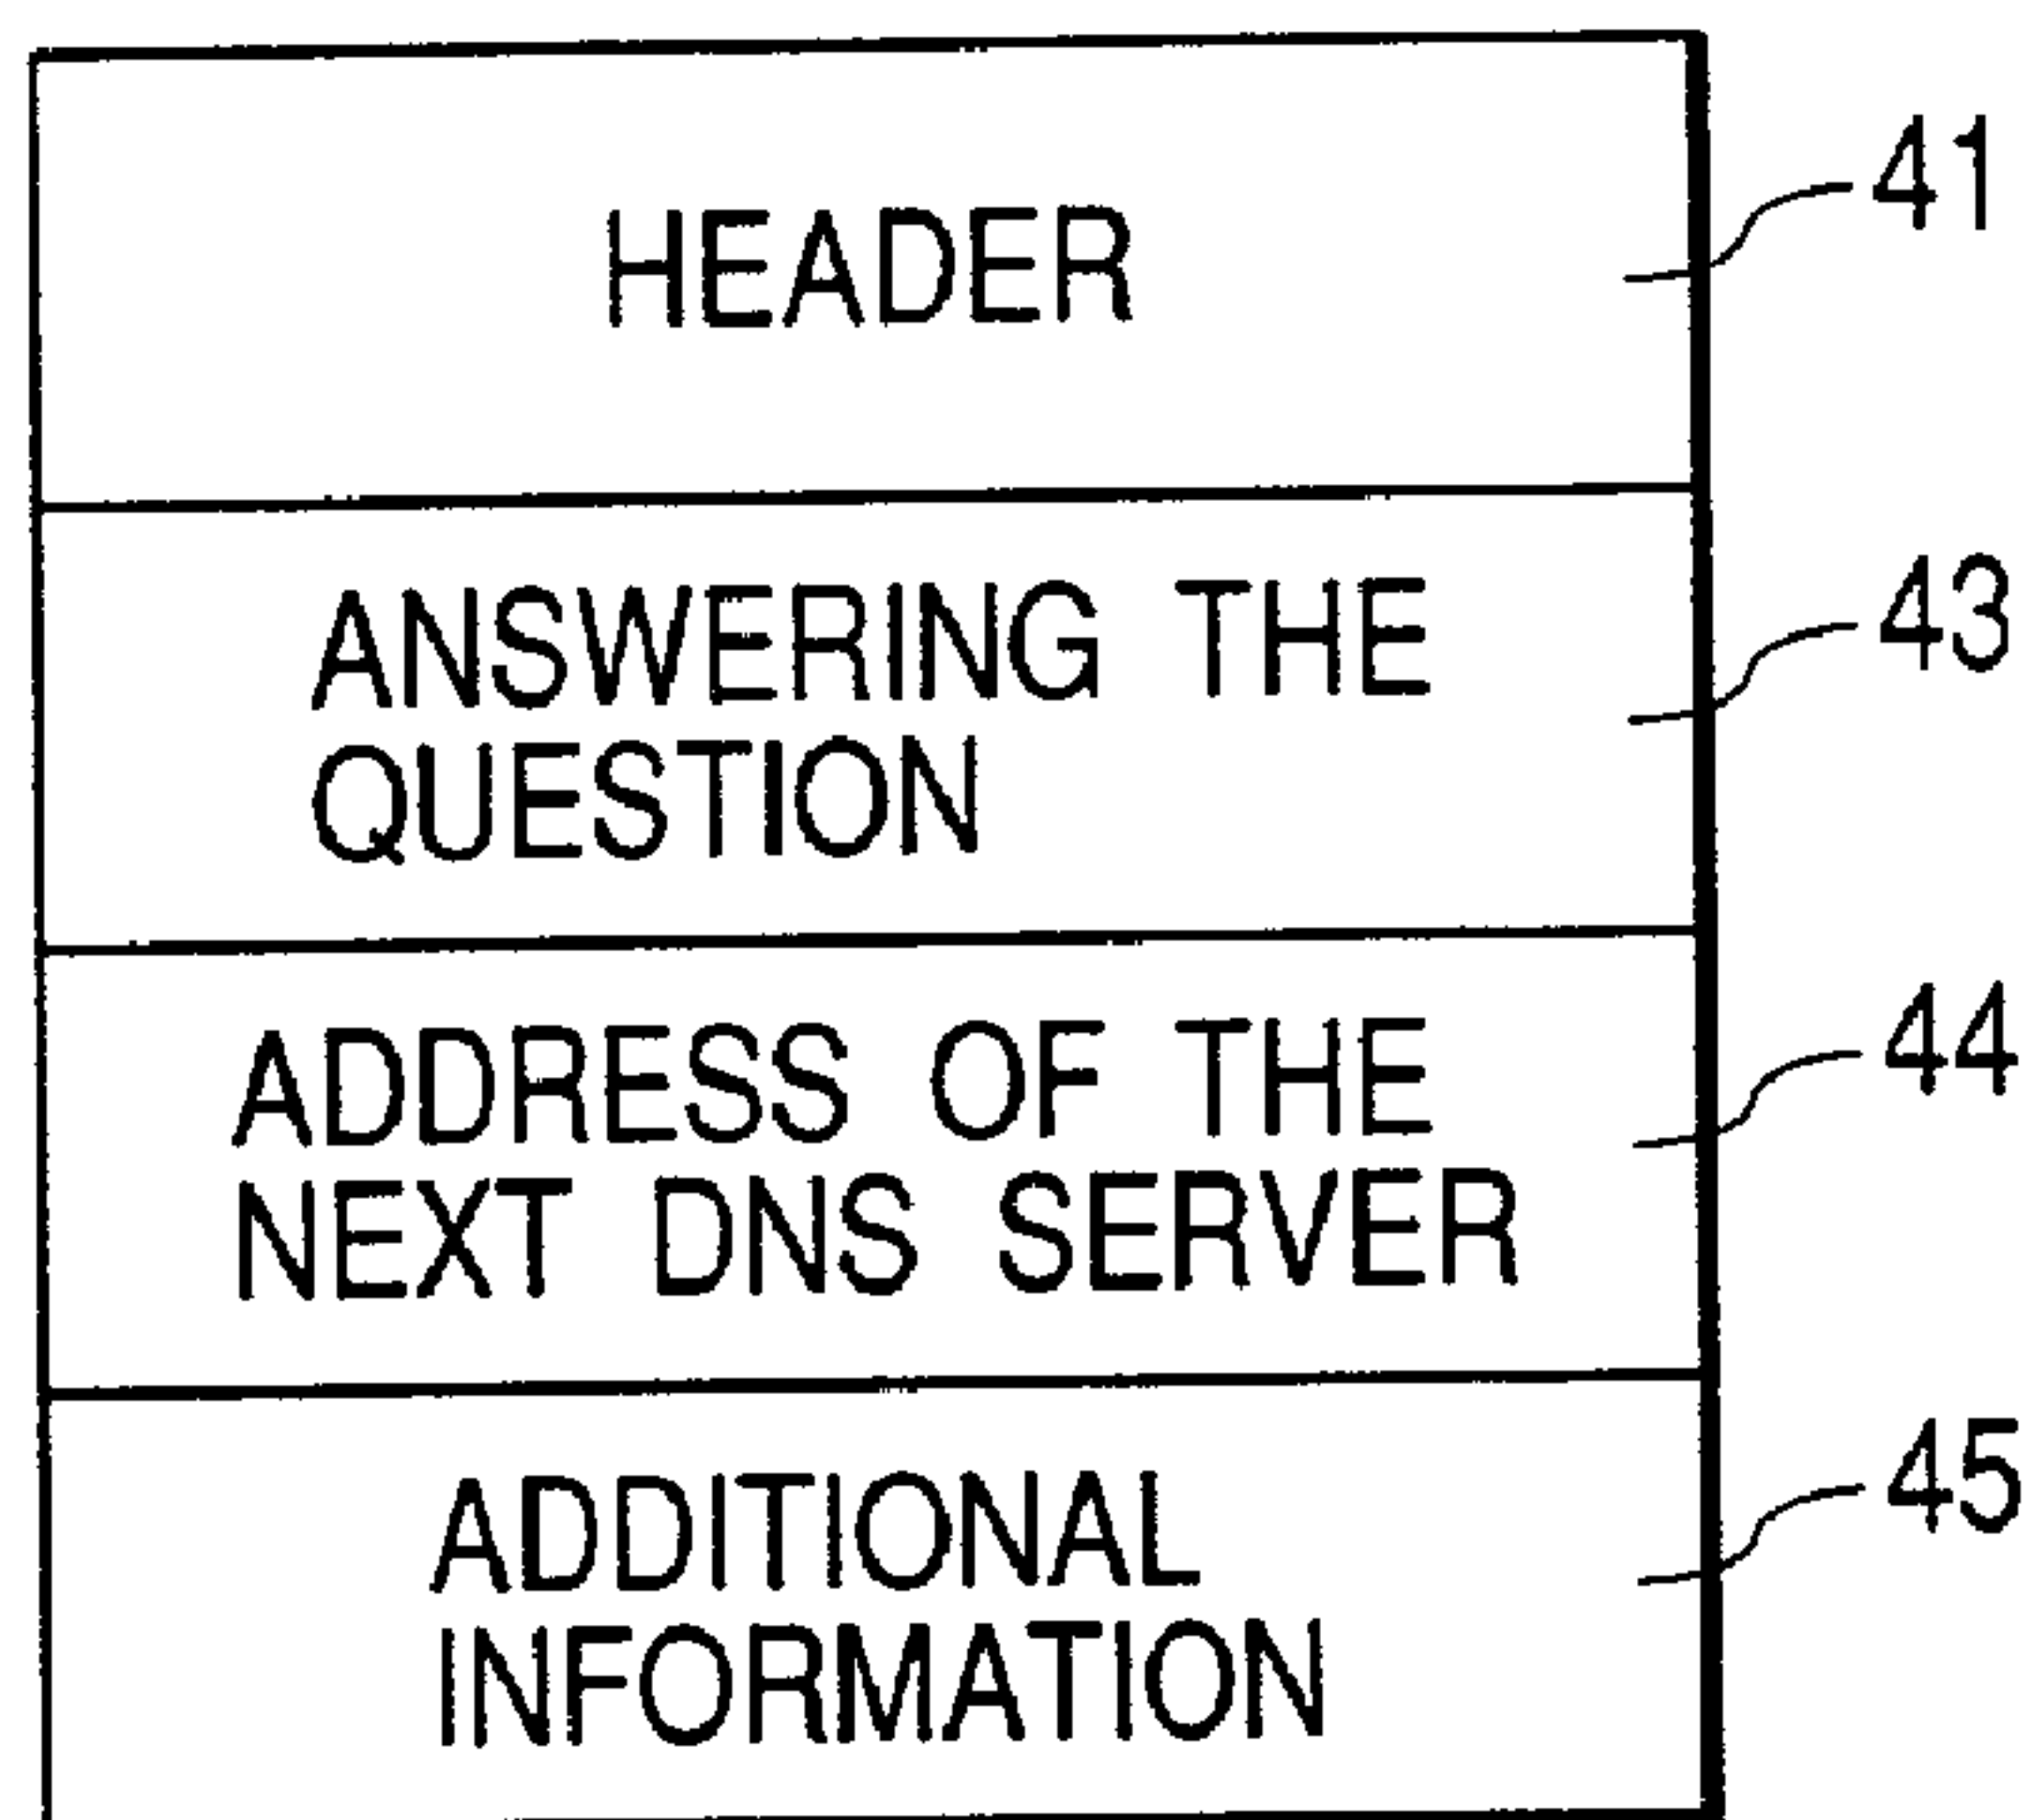 HEADER
41
ANSWERING THE
QUESTION
43
ADDRESS OF THE
NEXT DNS SERVER
44
ADDITIONAL
INFORMATION
45